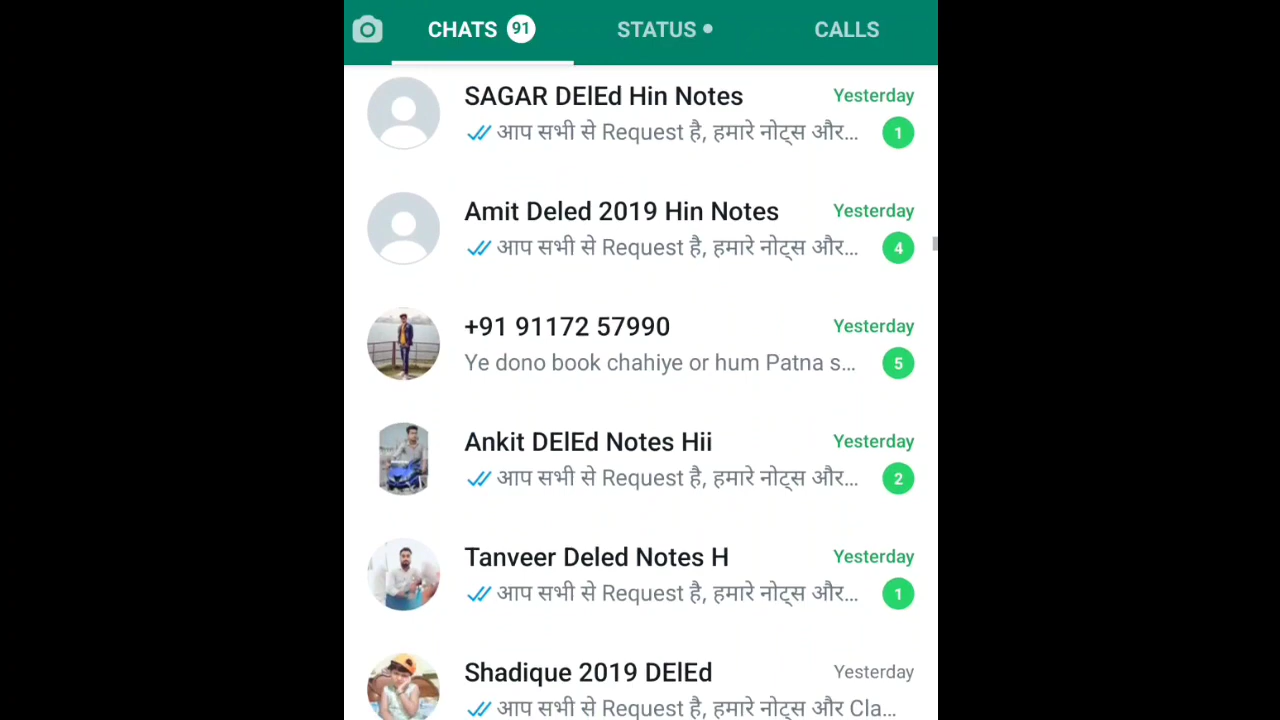 CHATS 91 STATUS CALLS
SAGAR DElEd Hin Notes Yesterday
आप सभी से Request है, हमारे नोट्स और... 1
Amit Deled 2019 Hin Notes Yesterday
आप सभी से Request है, हमारे नोट्स और... 4
+91 91172 57990 Yesterday
Ye dono book chahiye or hum Patna s... 5
Ankit DElEd Notes Hii Yesterday
आप सभी से Request है, हमारे नोट्स और... 2
Tanveer Deled Notes H Yesterday
आप सभी से Request है, हमारे नोट्स और... 1
Shadique 2019 DElEd Yesterday
आप सभी से Request है, हमारे नोट्स और Cla...